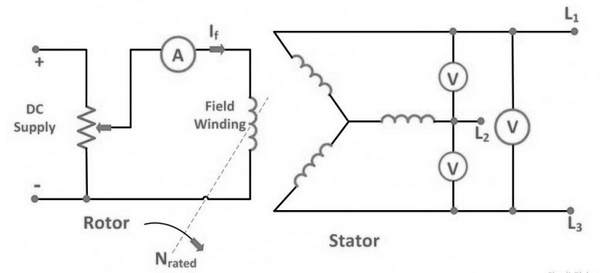 If
L1
+
A
DC
Supply
Field
Winding
V
V
L2
V
-
Rotor
Nrated
Stator
L3